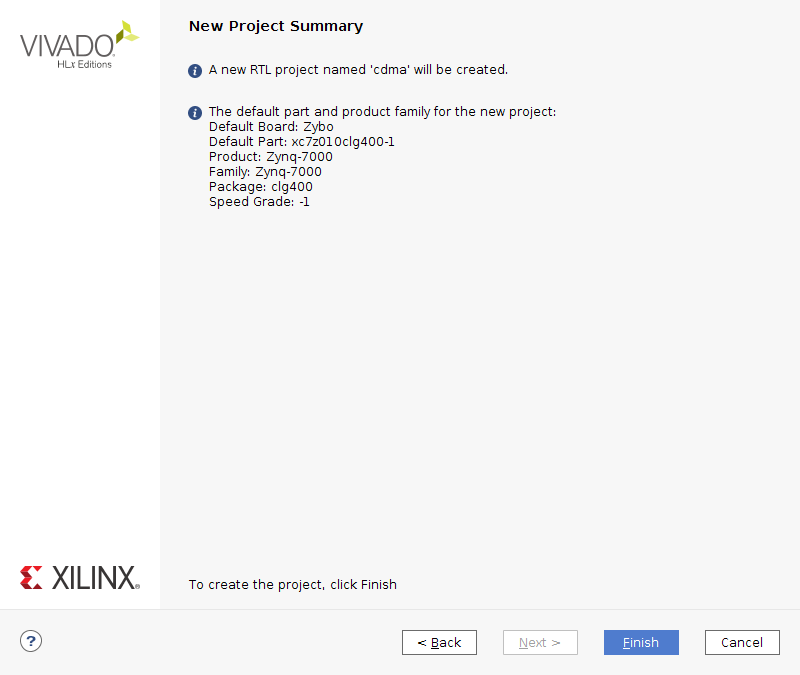 VIVADO
HLx Editions
New Project Summary
A new RTL project named 'cdma' will be created.
The default part and product family for the new project:
Default Board: Zybo
Default Part: xc7z010clg400-1
Product: Zynq-7000
Family: Zynq-7000
Package: clg400
Speed Grade: -1
XILINX
To create the project, click Finish
?
< Back
Next >
Finish
Cancel